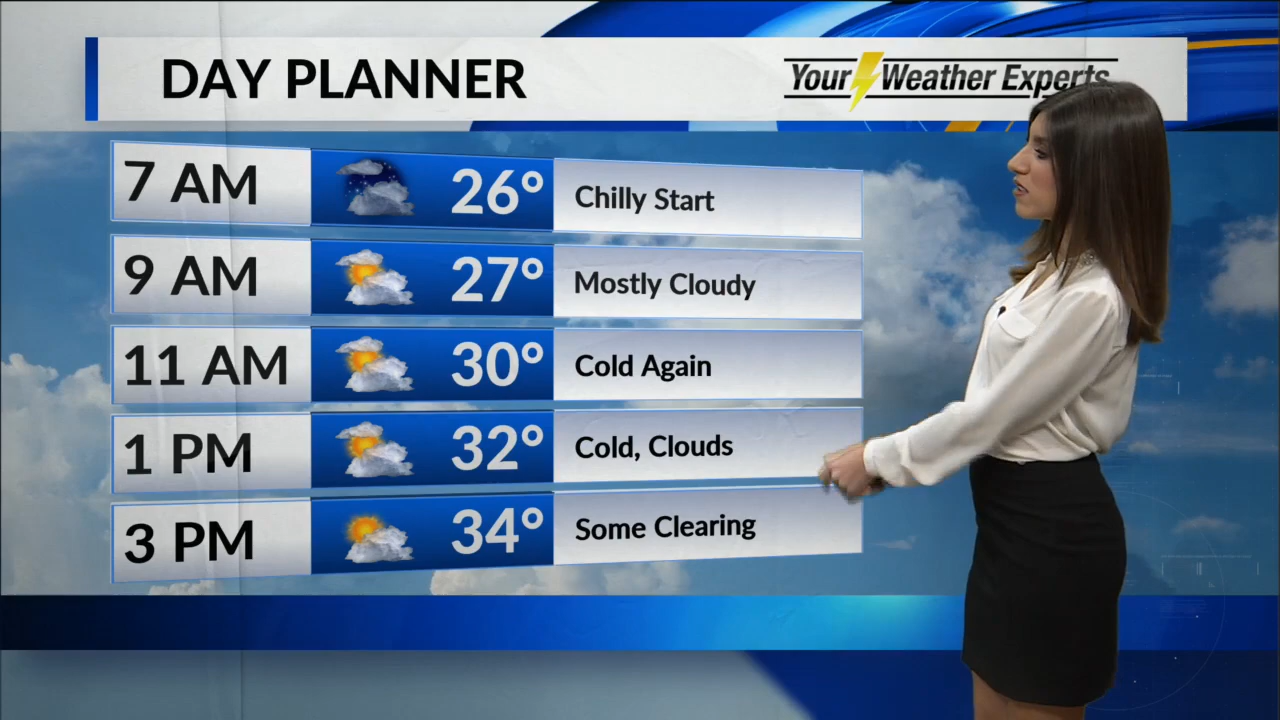 DAY PLANNER
Your Weather Experts
7 AM 26° Chilly Start
9 AM 27° Mostly Cloudy
11 AM 30° Cold Again
1 PM 32° Cold, Clouds
3 PM 34° Some Clearing